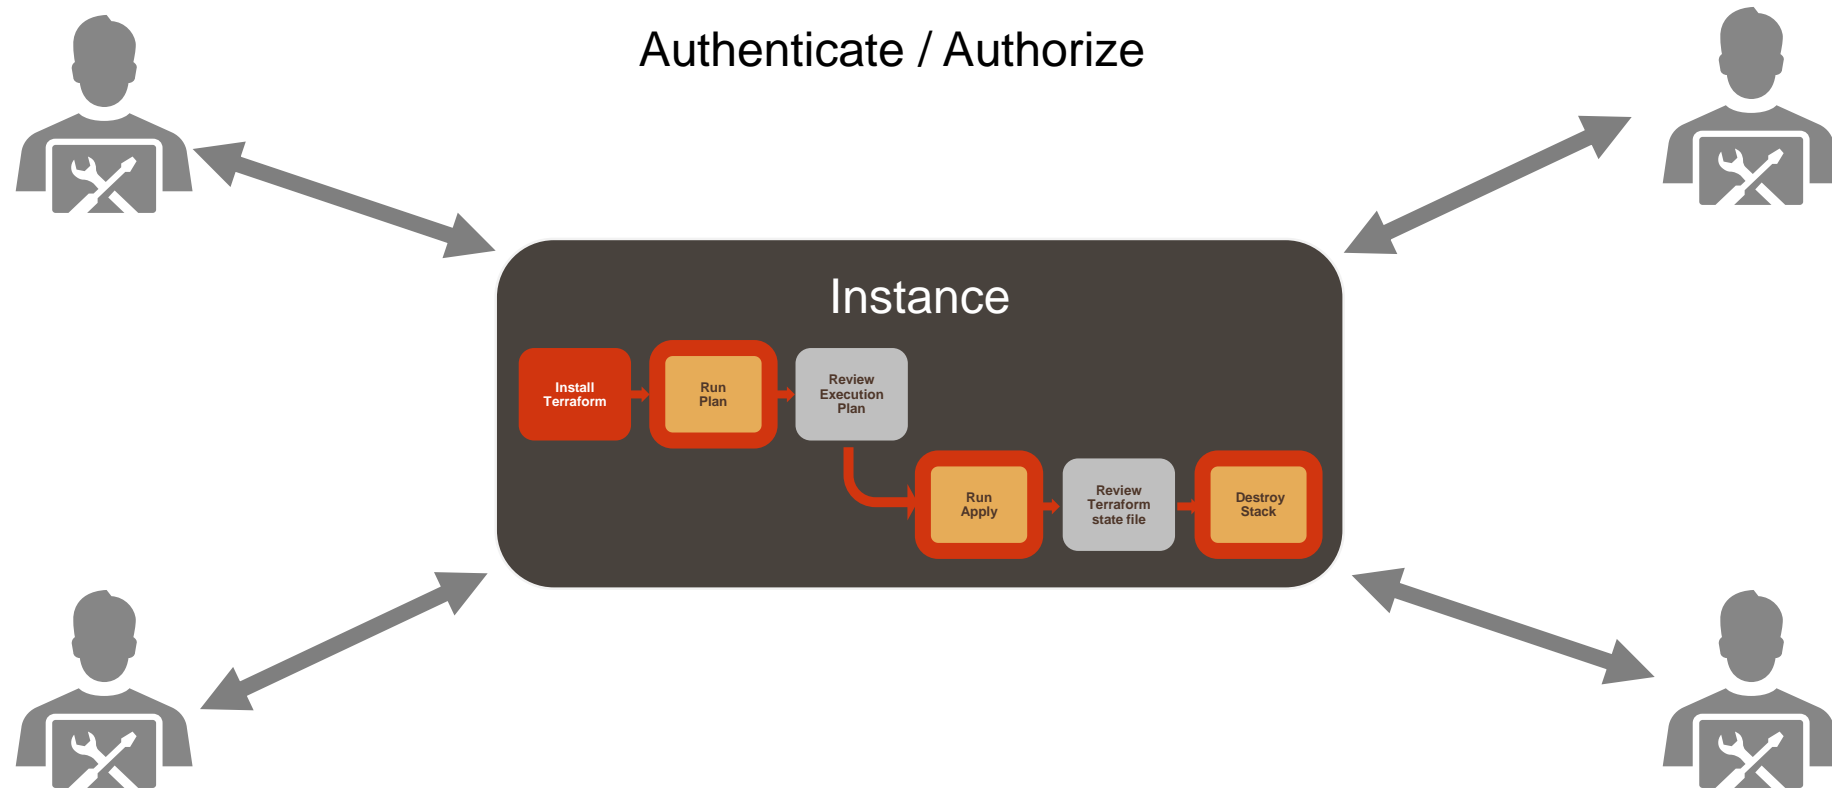 Authenticate / Authorize
Instance
Install
Terraform
Run
Plan
Review
Execution
Plan
Run
Apply
Review
Terraform
state file
Destroy
Stack